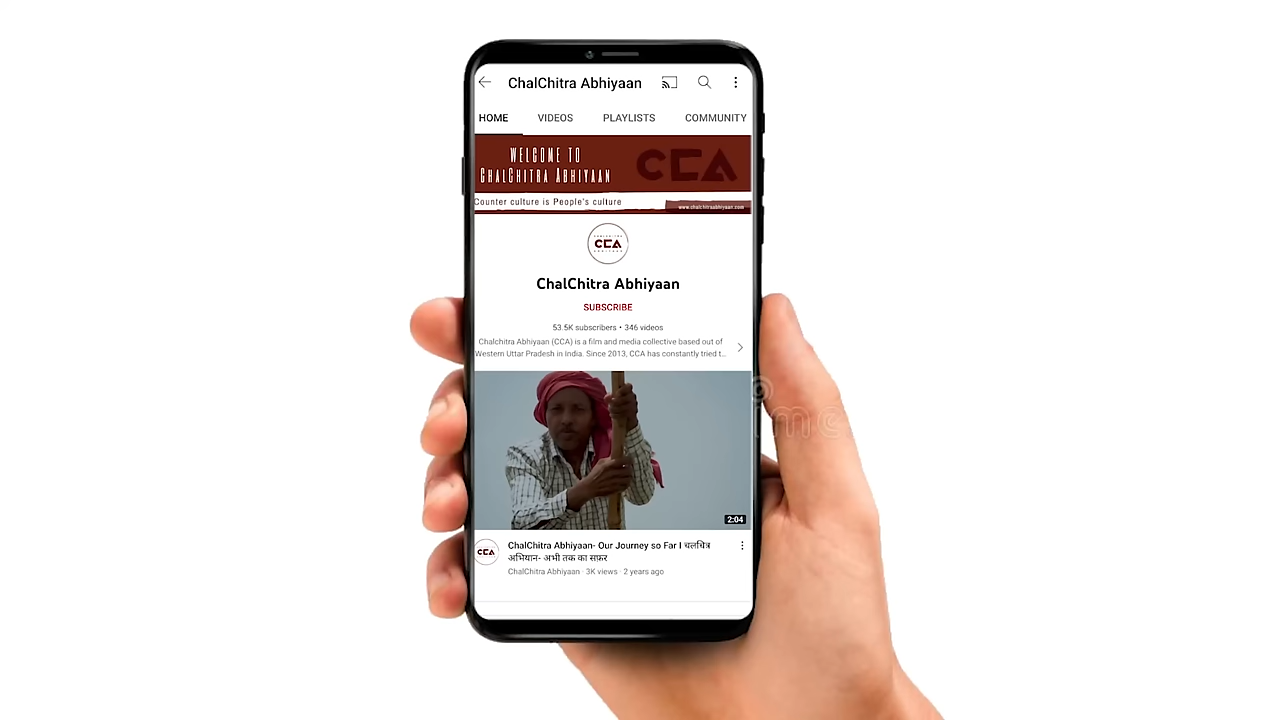 ChalChitra Abhiyaan
HOME VIDEOS PLAYLISTS COMMUNITY
WELCOME TO
CHALCHITRA ABHIYAAN
CCA
Counter culture is People's culture
www.chalchitraabhiyaan.com
CCA
ChalChitra Abhiyaan
SUBSCRIBE
53.5K subscribers • 346 videos
Chalchitra Abhiyaan (CCA) is a film and media collective based out of
Western Uttar Pradesh in India. Since 2013, CCA has constantly tried t...
2:04
CCA
ChalChitra Abhiyaan- Our Journey so Far I चलचित्र
अभियान- अभी तक का सफ़र
ChalChitra Abhiyaan · 3K views · 2 years ago